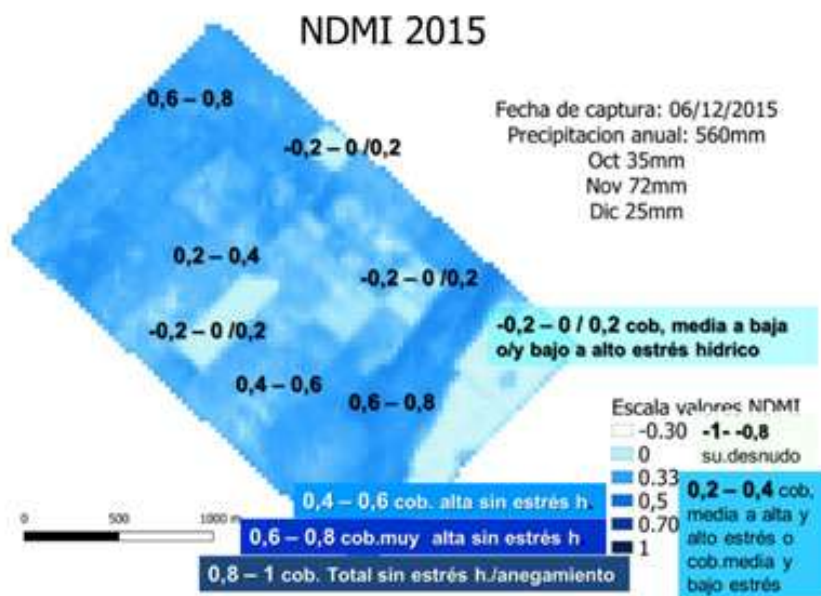 NDMI 2015
0,6 – 0,8
Fecha de captura: 06/12/2015
Precipitacion anual: 560mm
Oct 35mm
Nov 72mm
Dic 25mm
-0,2 – 0 /0,2
0,2 – 0,4
-0,2 – 0 /0,2
-0,2 – 0 /0,2
-0,2 – 0 / 0,2 cob, media a baja
o/y bajo a alto estrés hídrico
0,4 – 0,6
0,6 – 0,8
Escala valores NDMI
-0.30
0
0.33
0,5
0.70
1
-1- -0,8
su.desnudo
0,2 – 0,4 cob,
media a alta y
alto estrés o
cob.media y
bajo estrés
0,4 – 0,6 cob. alta sin estrés h.
0,6 – 0,8 cob.muy alta sin estrés h
0,8 – 1 cob. Total sin estrés h./anegamiento
0 500 1000 m